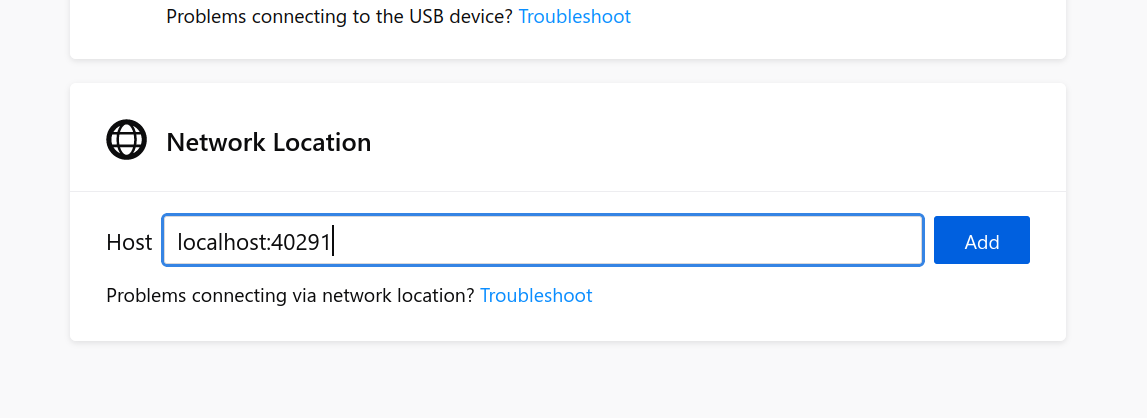 Problems connecting to the USB device? Troubleshoot
Network Location
Host localhost:40291 Add
Problems connecting via network location? Troubleshoot